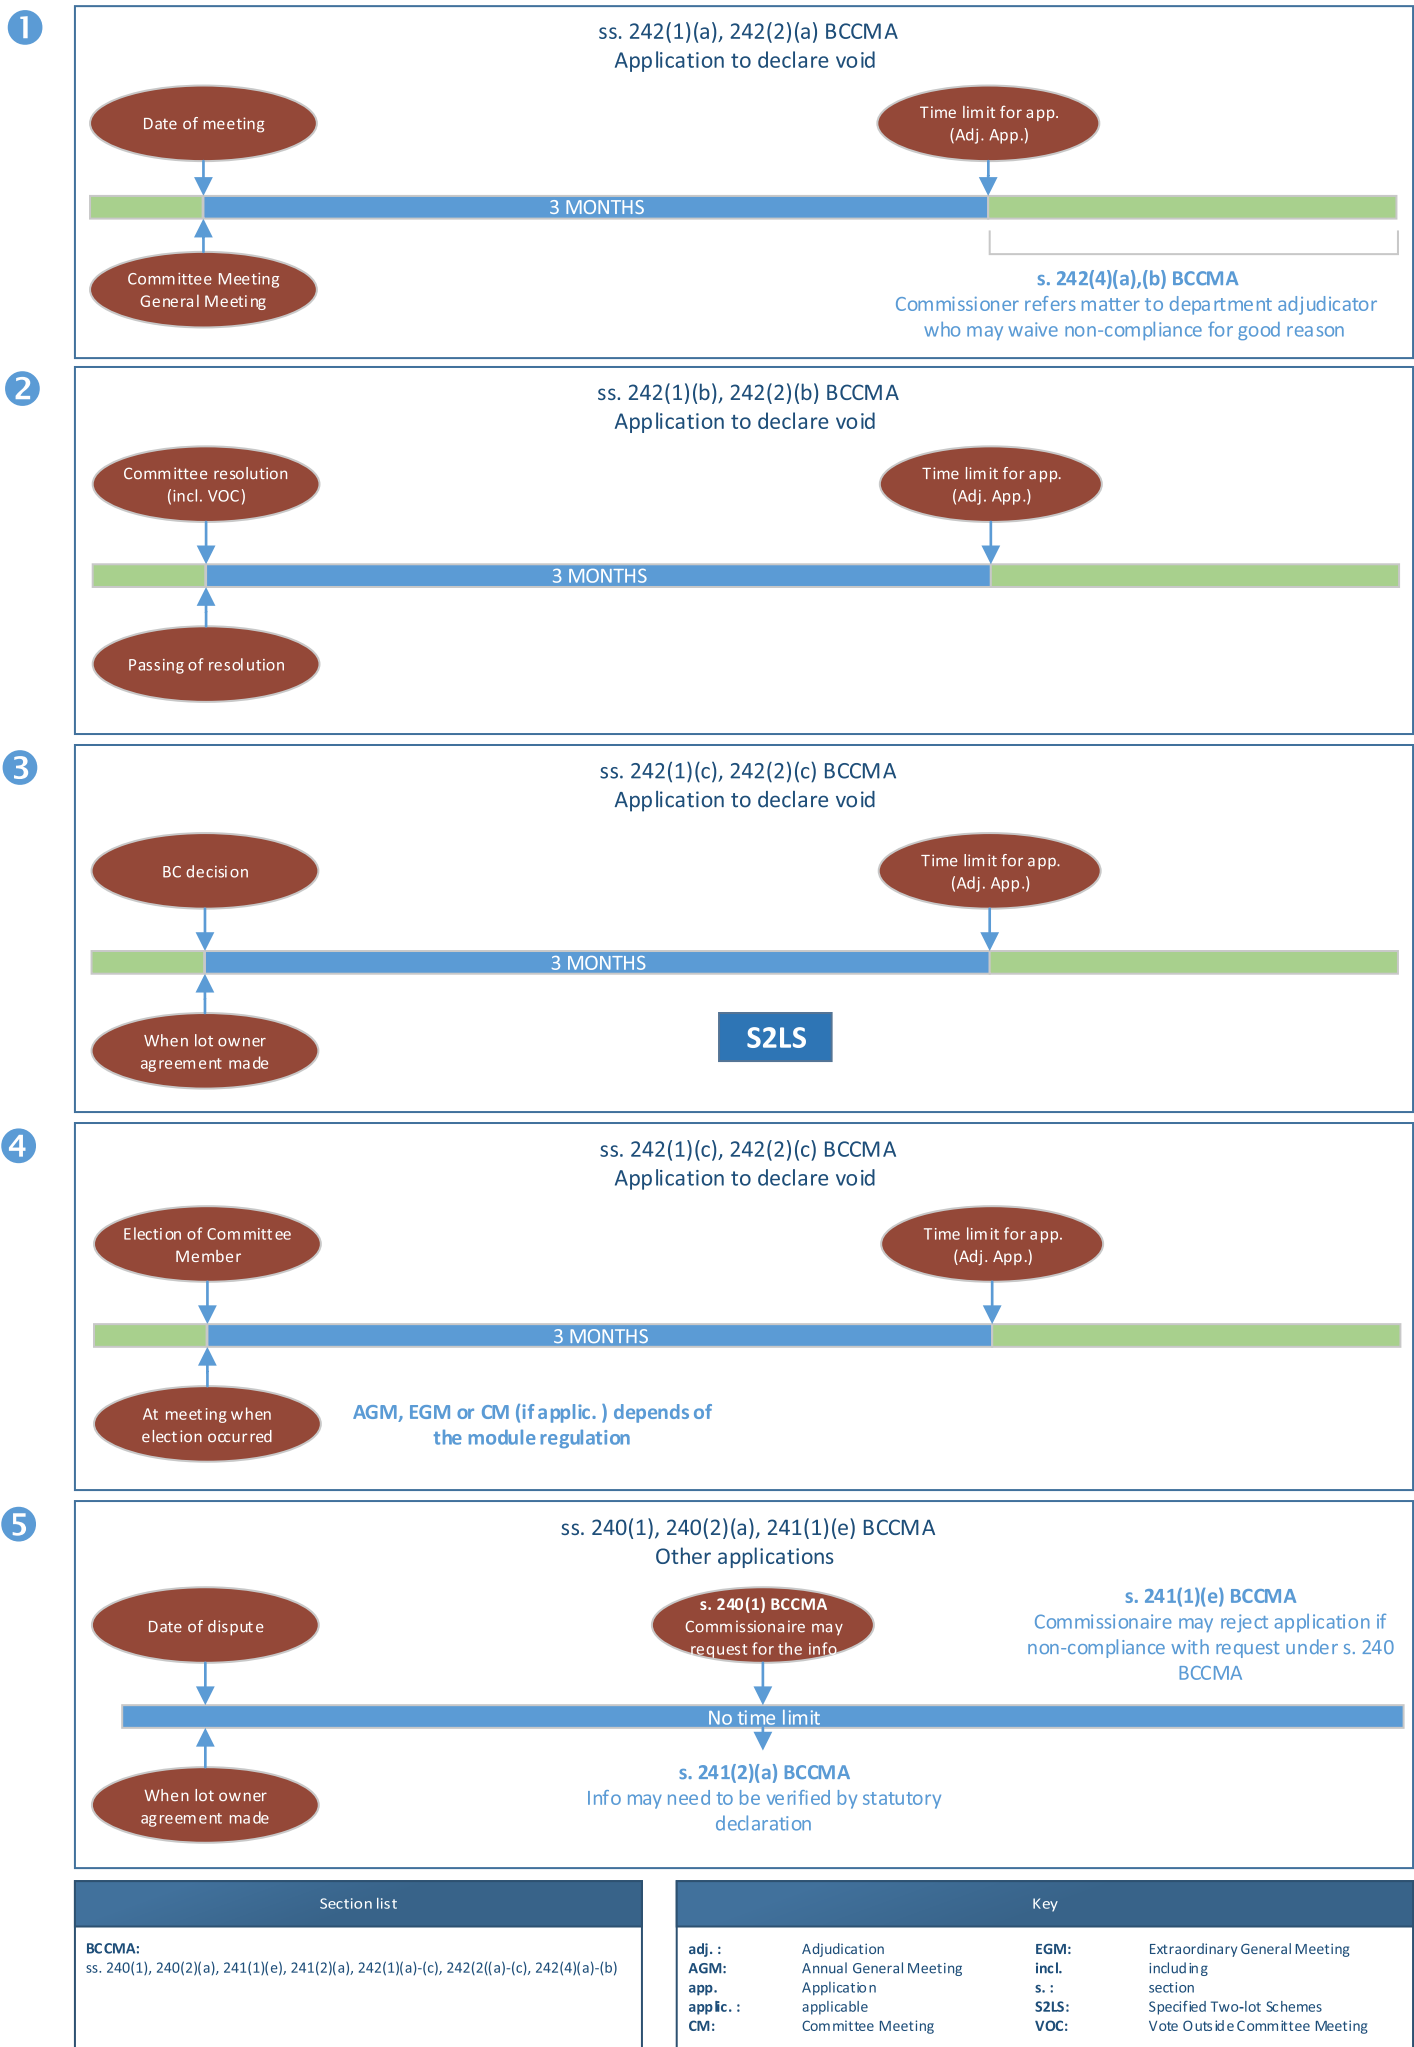 1
ss. 242(1)(a), 242(2)(a) BCCMA
Application to declare void
Date of meeting
Time limit for app.
(Adj. App.)
3 MONTHS
Committee Meeting
General Meeting
s. 242(4)(a),(b) BCCMA
Commissioner refers matter to department adjudicator
who may waive non-compliance for good reason
2
ss. 242(1)(b), 242(2)(b) BCCMA
Application to declare void
Committee resolution
(incl. VOC)
Time limit for app.
(Adj. App.)
3 MONTHS
Passing of resolution
3
ss. 242(1)(c), 242(2)(c) BCCMA
Application to declare void
BC decision
Time limit for app.
(Adj. App.)
3 MONTHS
When lot owner
agreement made
S2LS
4
ss. 242(1)(c), 242(2)(c) BCCMA
Application to declare void
Election of Committee
Member
Time limit for app.
(Adj. App.)
3 MONTHS
At meeting when
election occurred
AGM, EGM or CM (if applic. ) depends of
the module regulation
5
ss. 240(1), 240(2)(a), 241(1)(e) BCCMA
Other applications
Date of dispute
s. 240(1) BCCMA
Commissionaire may
request for the info
s. 241(1)(e) BCCMA
Commissionaire may reject application if
non-compliance with request under s. 240
BCCMA
No time limit
When lot owner
agreement made
s. 241(2)(a) BCCMA
Info may need to be verified by statutory
declaration
Section list
BCCMA:
ss. 240(1), 240(2)(a), 241(1)(e), 241(2)(a), 242(1)(a)-(c), 242(2((a)-(c), 242(4)(a)-(b)
Key
adj. : Adjudication
AGM: Annual General Meeting
app. Application
applic. : applicable
CM: Committee Meeting
EGM: Extraordinary General Meeting
incl. including
s. : section
S2LS: Specified Two-lot Schemes
VOC: Vote Outside Committee Meeting